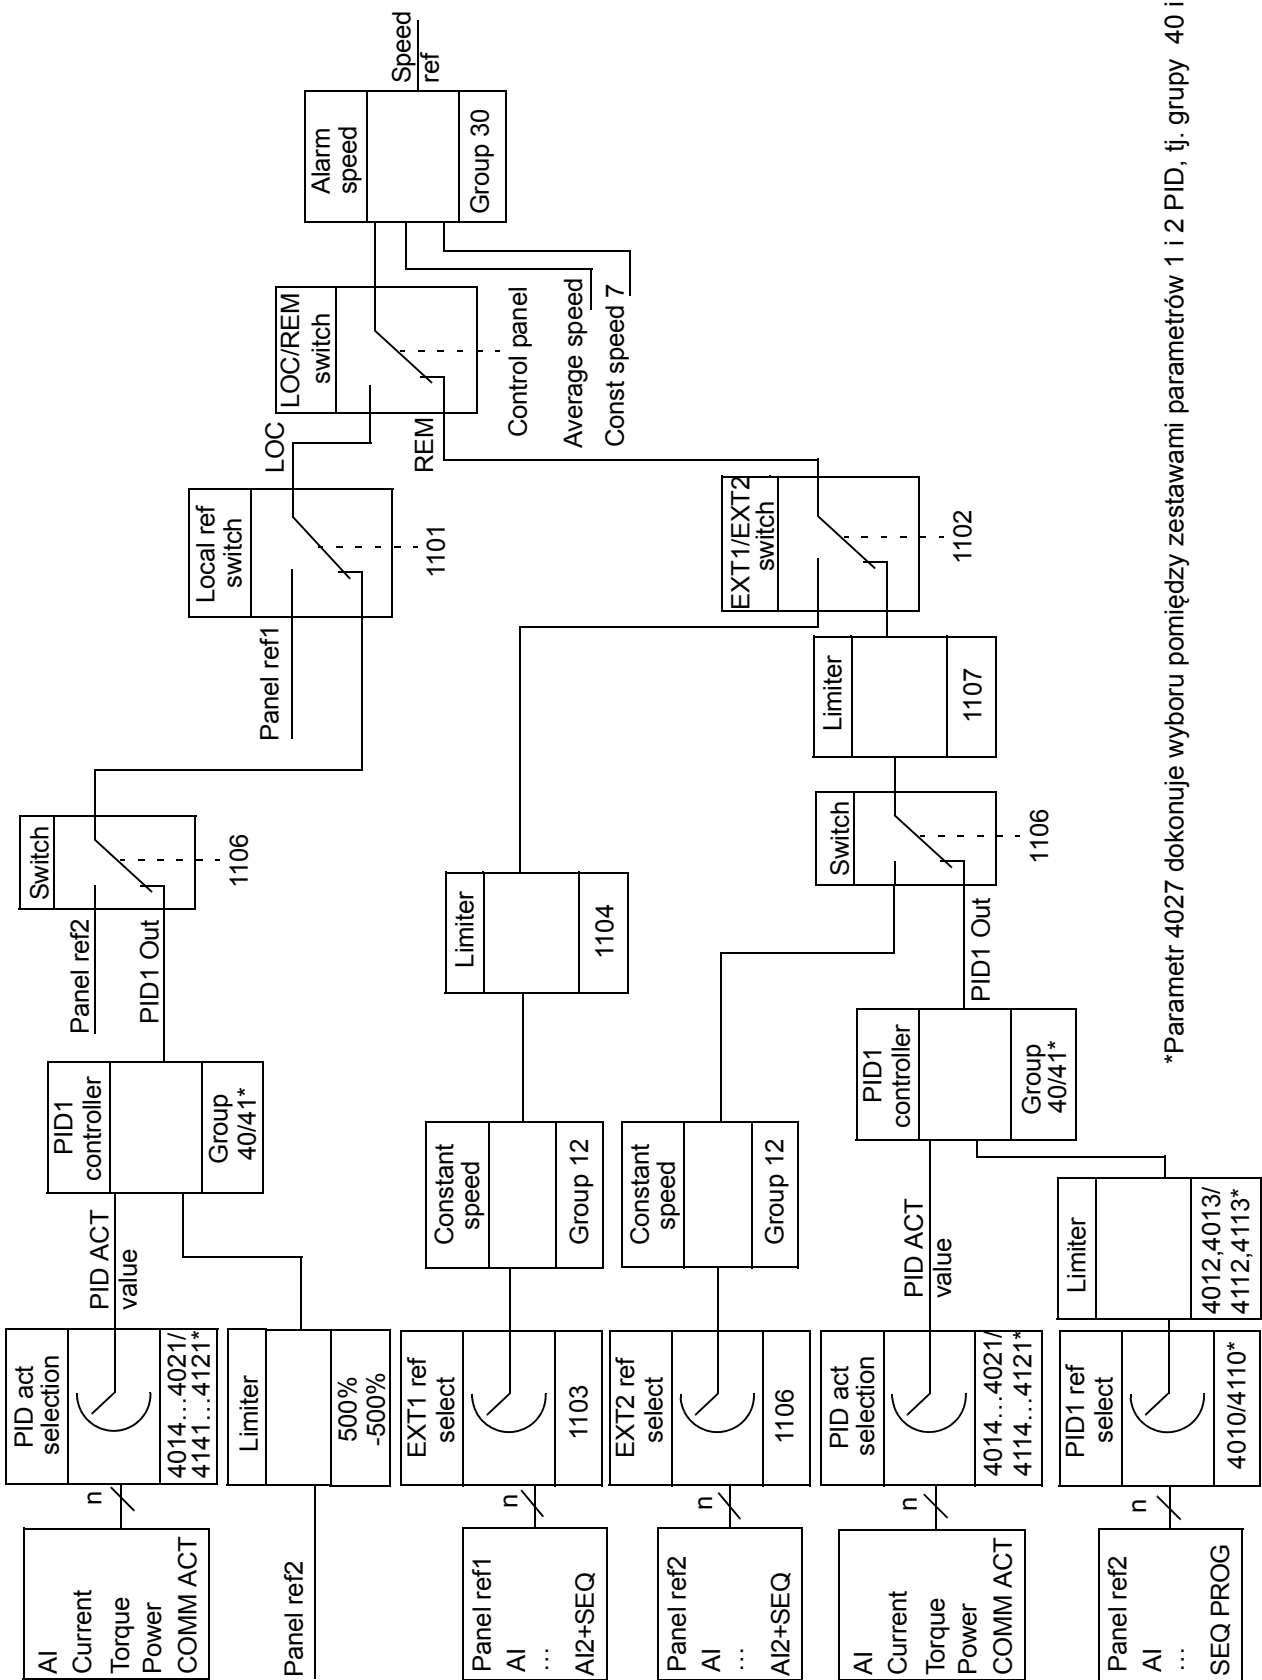 AI
Current
Torque
Power
COMM ACT
n
PID act
selection
4014…4021/
4141…4121*
PID ACT
value
Panel ref2
Limiter
500%
-500%
PID1
controller
Group
40/41*
Panel ref2
PID1 Out
Switch
1106
Panel ref1
Local ref
switch
1101
LOC
REM
LOC/REM
switch
Control panel
Average speed
Const speed 7
Alarm
speed
Group 30
Speed
ref
Panel ref1
AI
…
AI2+SEQ
n
EXT1 ref
select
1103
Constant
speed
Group 12
Limiter
1104
Panel ref2
AI
…
AI2+SEQ
n
EXT2 ref
select
1106
Constant
speed
Group 12
EXT1/EXT2
switch
1102
Limiter
1107
Switch
1106
AI
Current
Torque
Power
COMM ACT
n
PID act
selection
4014…4021/
4114…4121*
PID ACT
value
PID1
controller
Group
40/41*
PID1 Out
Panel ref2
AI
…
SEQ PROG
n
PID1 ref
select
4010/4110*
Limiter
4012,4013/
4112,4113*
*Parametr 4027 dokonuje wyboru pomiędzy zestawami parametrów 1 i 2 PID, tj. grupy 40 i